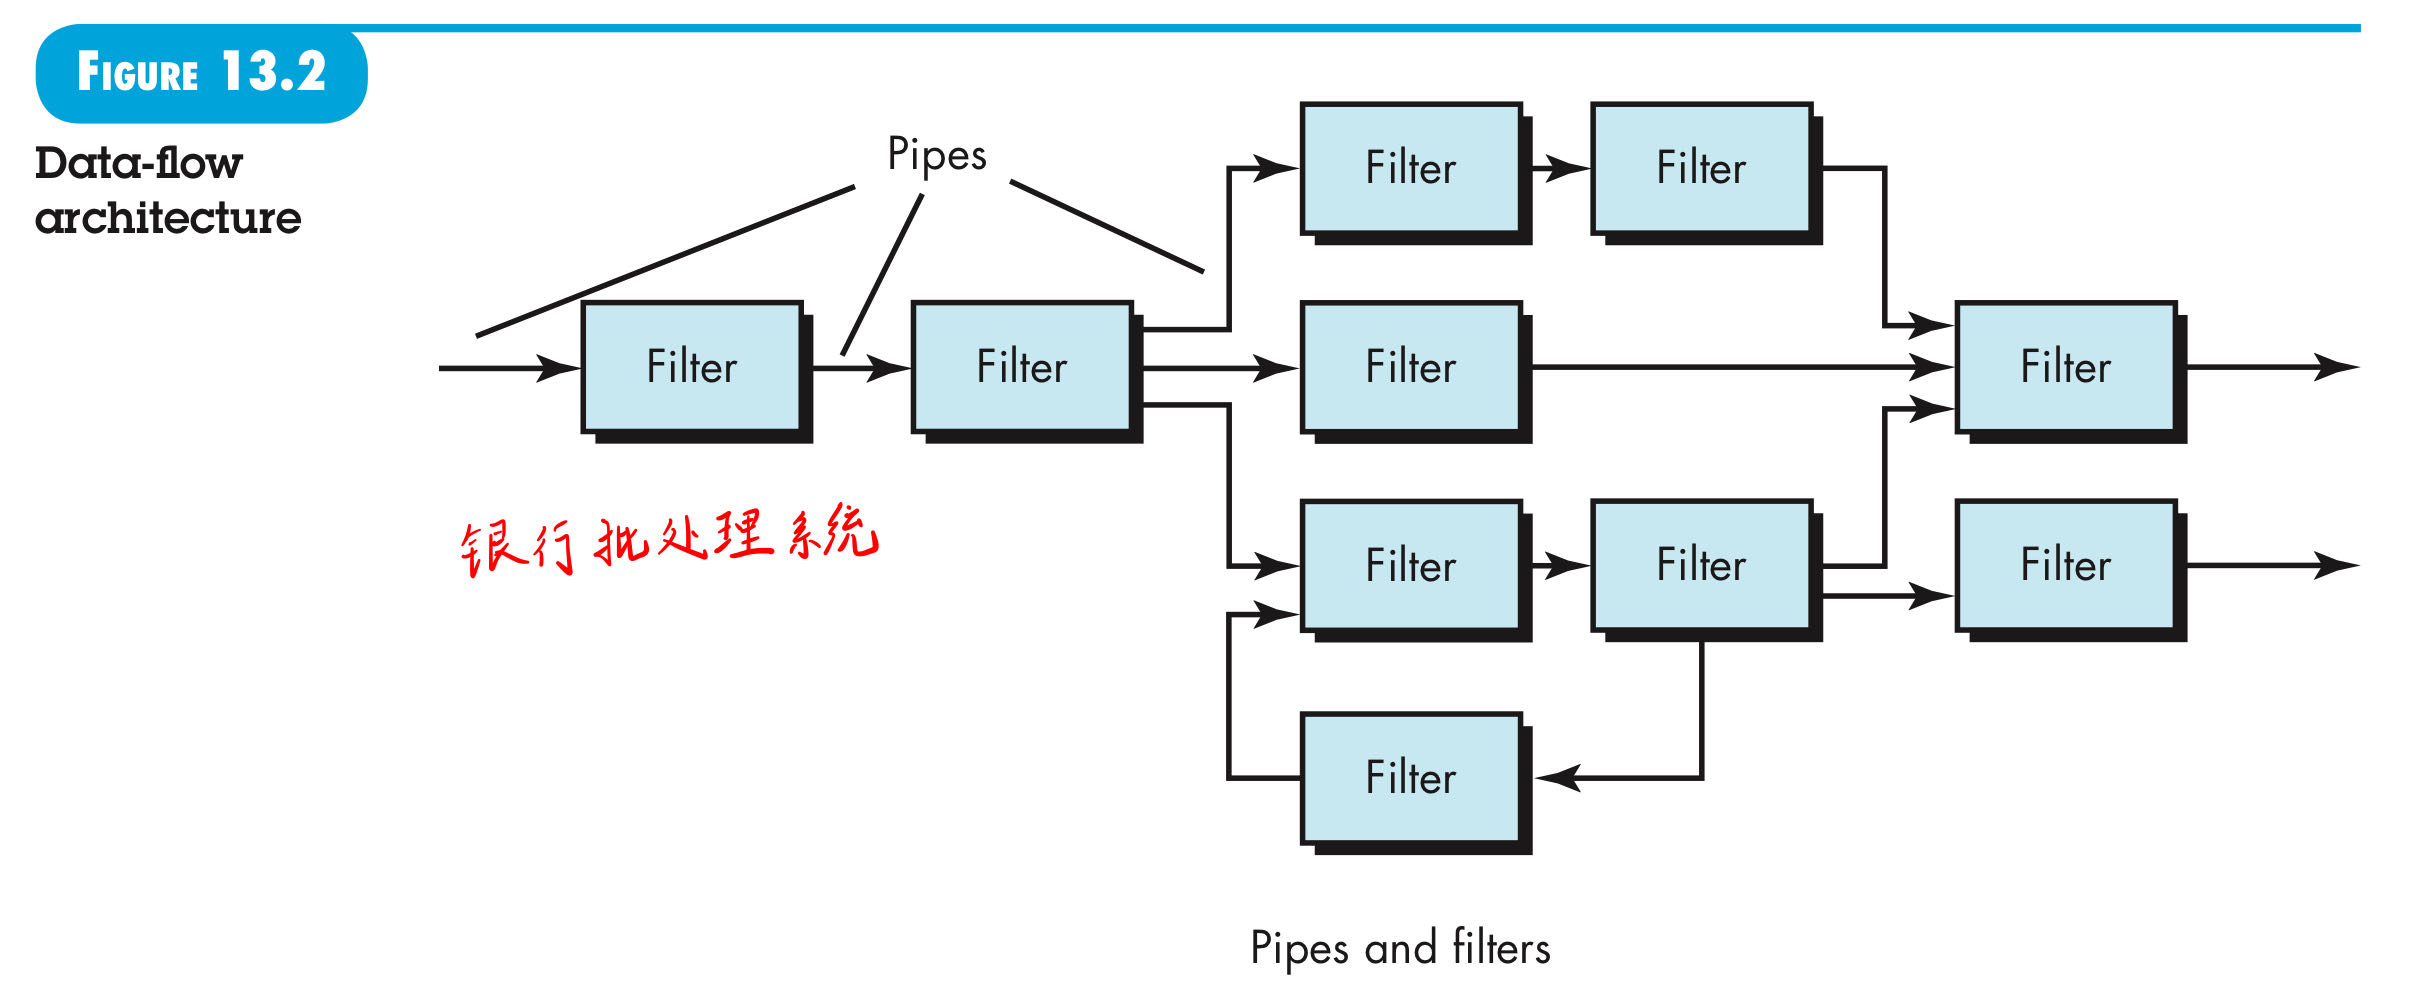 FIGURE 13.2
Data-flow
architecture
Pipes
Filter Filter
Filter Filter Filter Filter
Filter Filter Filter
银行批处理系统
Filter
Pipes and filters